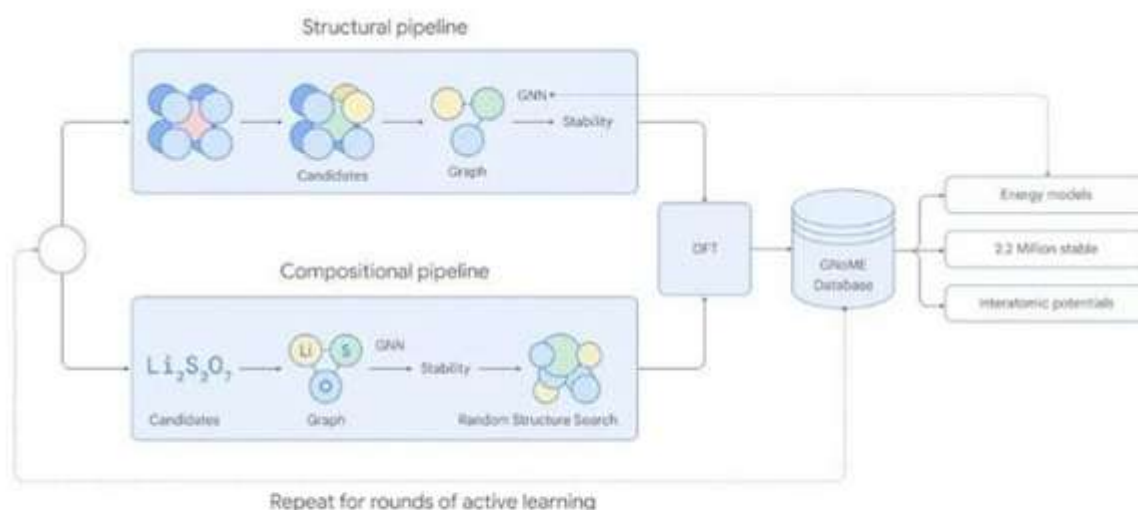 Structural pipeline
GNN
Stability
Candidates
Graph
Energy models
DFT
2.2 Million stable
GNoME
Database
Interatomic potentials
Compositional pipeline
Li₂S₂O₇
Li
S
O
GNN
Stability
Candidates
Graph
Random Structure Search
Repeat for rounds of active learning